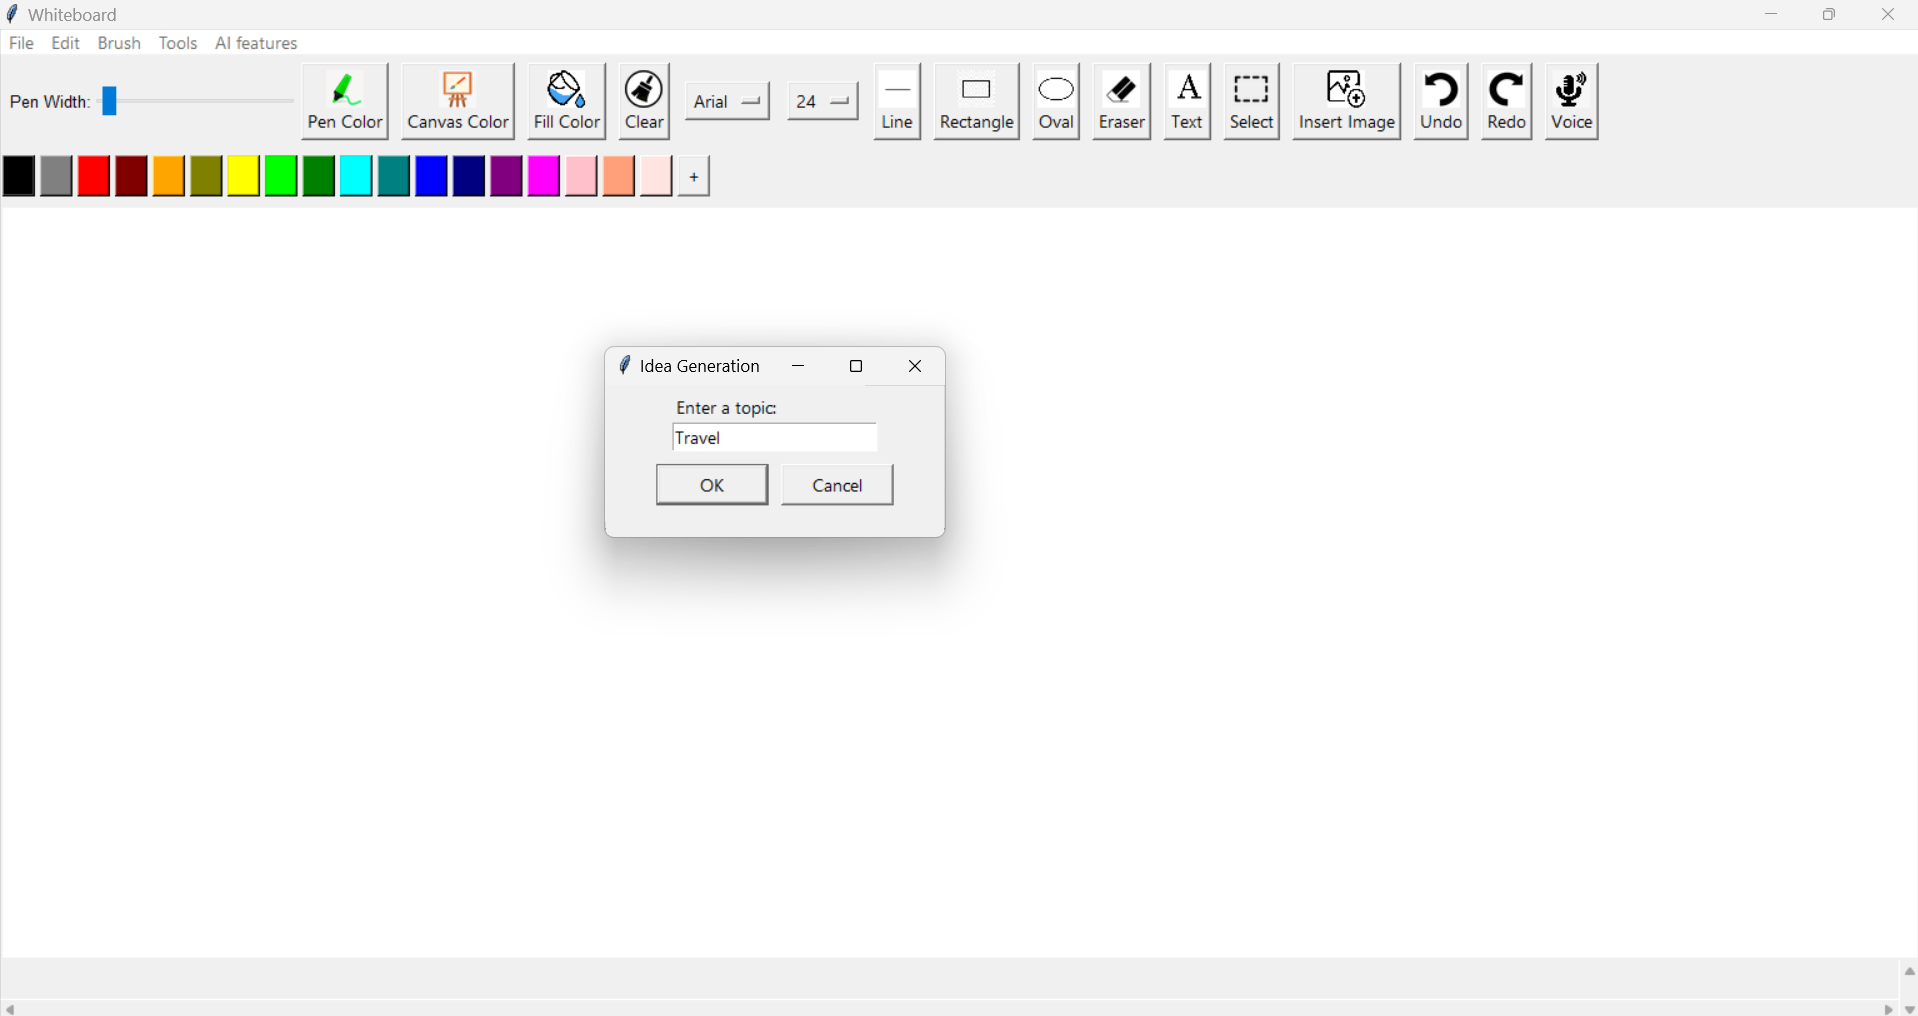 Whiteboard
File Edit Brush Tools AI features
Pen Width:
Pen Color
Canvas Color
Fill Color
Clear
Arial
24
Line
Rectangle
Oval
Eraser
A
Text
Select
Insert Image
Undo
Redo
Voice
+
Idea Generation
Enter a topic:
Travel
OK
Cancel